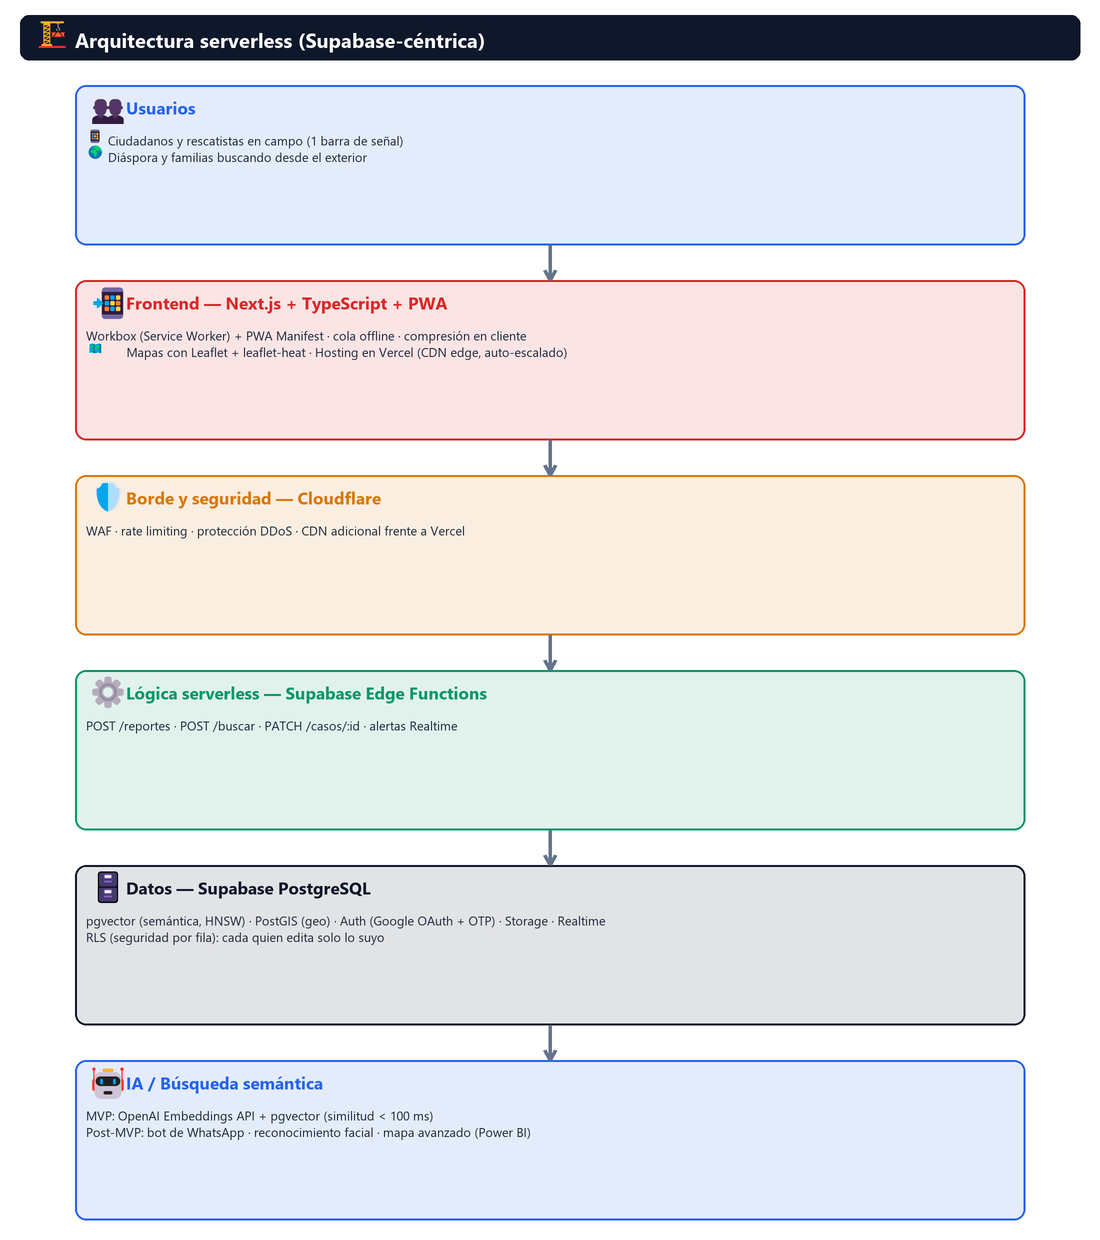 Arquitectura serverless (Supabase-céntrica)
Usuarios
Ciudadanos y rescatistas en campo (1 barra de señal)
Diáspora y familias buscando desde el exterior
Frontend — Next.js + TypeScript + PWA
Workbox (Service Worker) + PWA Manifest · cola offline · compresión en cliente
Mapas con Leaflet + leaflet-heat · Hosting en Vercel (CDN edge, auto-escalado)
Borde y seguridad — Cloudflare
WAF · rate limiting · protección DDoS · CDN adicional frente a Vercel
Lógica serverless — Supabase Edge Functions
POST /reportes · POST /buscar · PATCH /casos/:id · alertas Realtime
Datos — Supabase PostgreSQL
pgvector (semántica, HNSW) · PostGIS (geo) · Auth (Google OAuth + OTP) · Storage · Realtime
RLS (seguridad por fila): cada quien edita solo lo suyo
IA / Búsqueda semántica
MVP: OpenAI Embeddings API + pgvector (similitud < 100 ms)
Post-MVP: bot de WhatsApp · reconocimiento facial · mapa avanzado (Power BI)